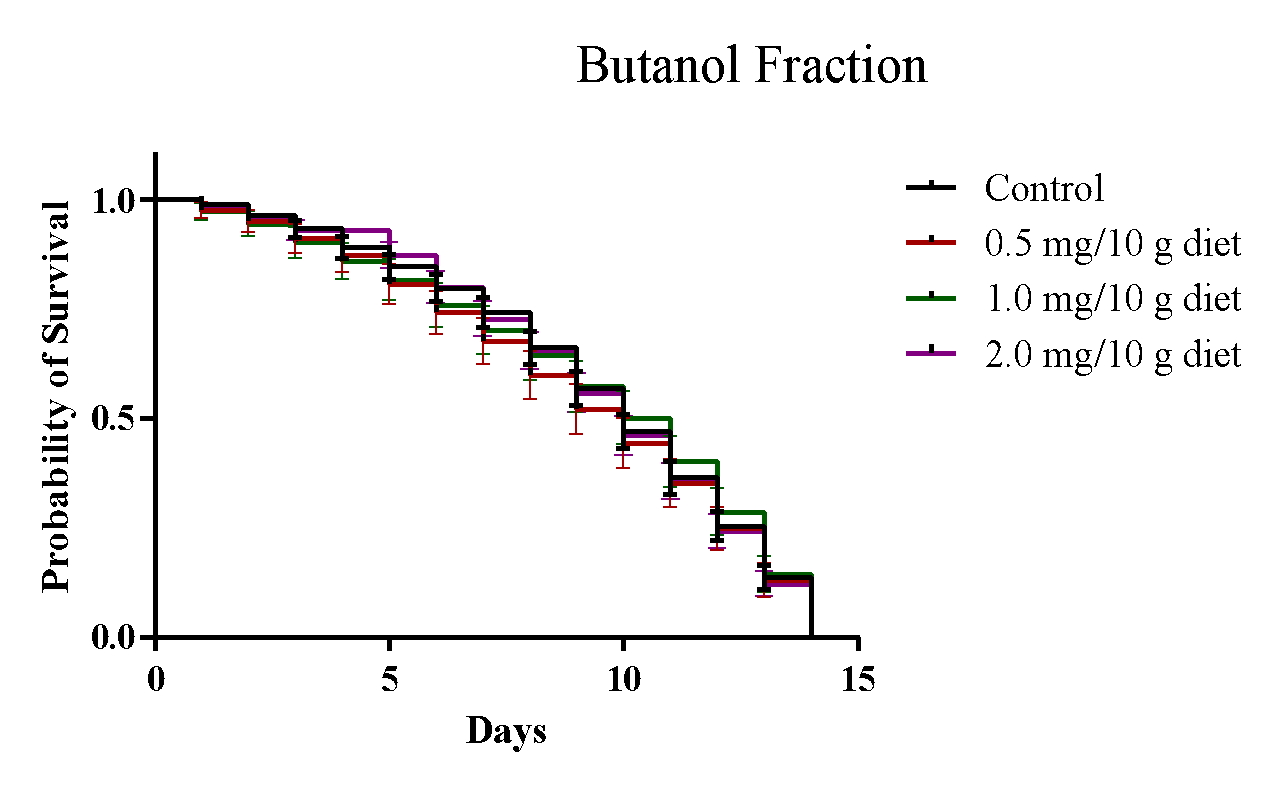 Butanol Fraction
Probability of Survival
1.0
0.5
0.0
0
5
10
15
Days
Control
0.5 mg/10 g diet
1.0 mg/10 g diet
2.0 mg/10 g diet